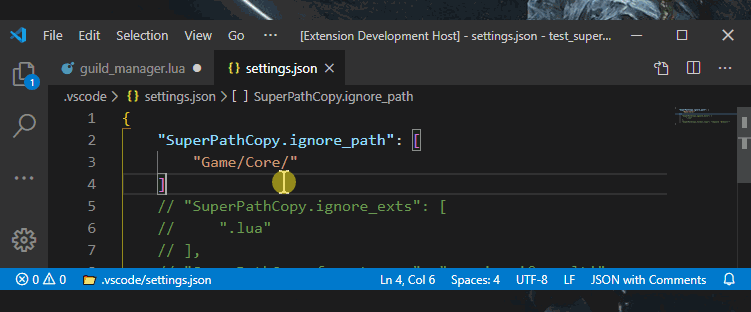 File Edit Selection View Go ... [Extension Development Host] - settings.json - test_super...
guild_manager.lua {} settings.json
.vscode > {} settings.json > [ ] SuperPathCopy.ignore_path
1 {
2 "SuperPathCopy.ignore_path": [
3 "Game/Core/"
4 ]
5 // "SuperPathCopy.ignore_exts": [
6 // ".lua"
7 // ],
1
0 0 .vscode/settings.json Ln 4, Col 6 Spaces: 4 UTF-8 LF JSON with Comments